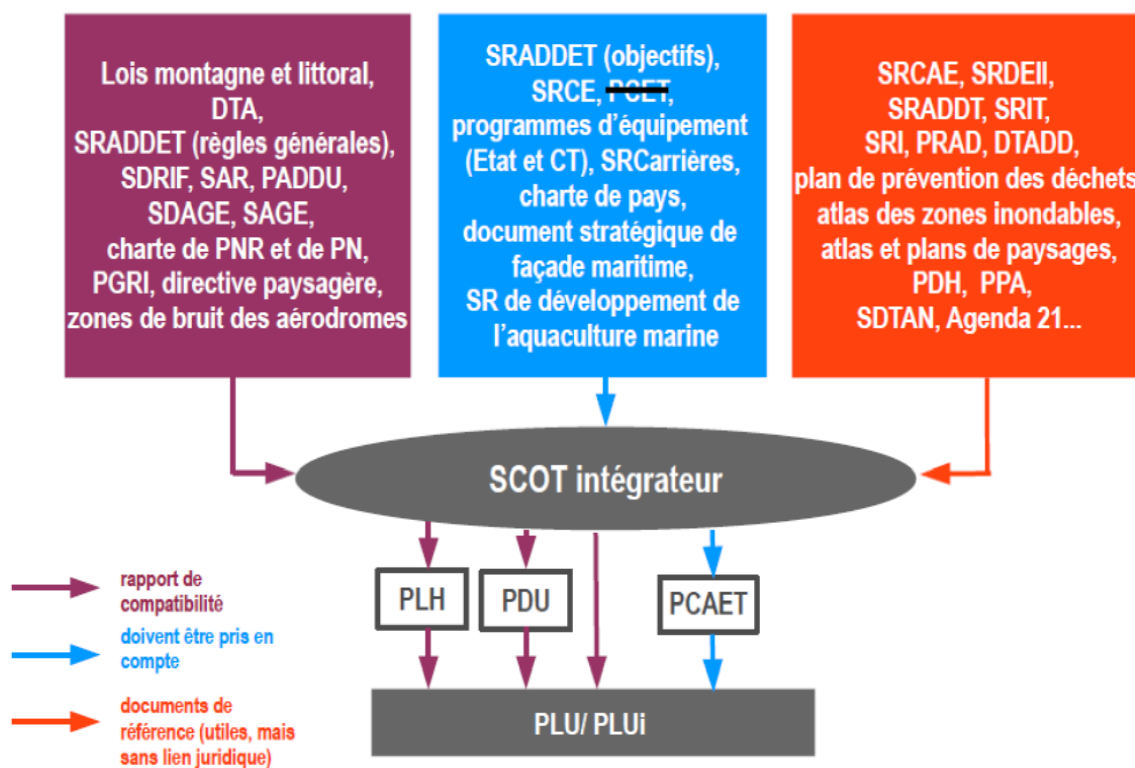 Lois montagne et littoral,
DTA,
SRADDET (règles générales),
SDRIF, SAR, PADDU,
SDAGE, SAGE,
charte de PNR et de PN,
PGRI, directive paysagère,
zones de bruit des aérodromes
SRADDET (objectifs),
SRCE, PCET,
programmes d'équipement
(Etat et CT), SRCarrières,
charte de pays,
document stratégique de
façade maritime,
SR de développement de
l'aquaculture marine
SRCAE, SRDEII,
SRADDT, SRIT,
SRI, PRAD, DTADD,
plan de prévention des déchets
atlas des zones inondables,
atlas et plans de paysages,
PDH, PPA,
SDTAN, Agenda 21...
SCOT intégrateur
PLH
PDU
PCAET
PLU/ PLUi
rapport de
compatibilité
doivent être pris en
compte
documents de
référence (utiles, mais
sans lien juridique)